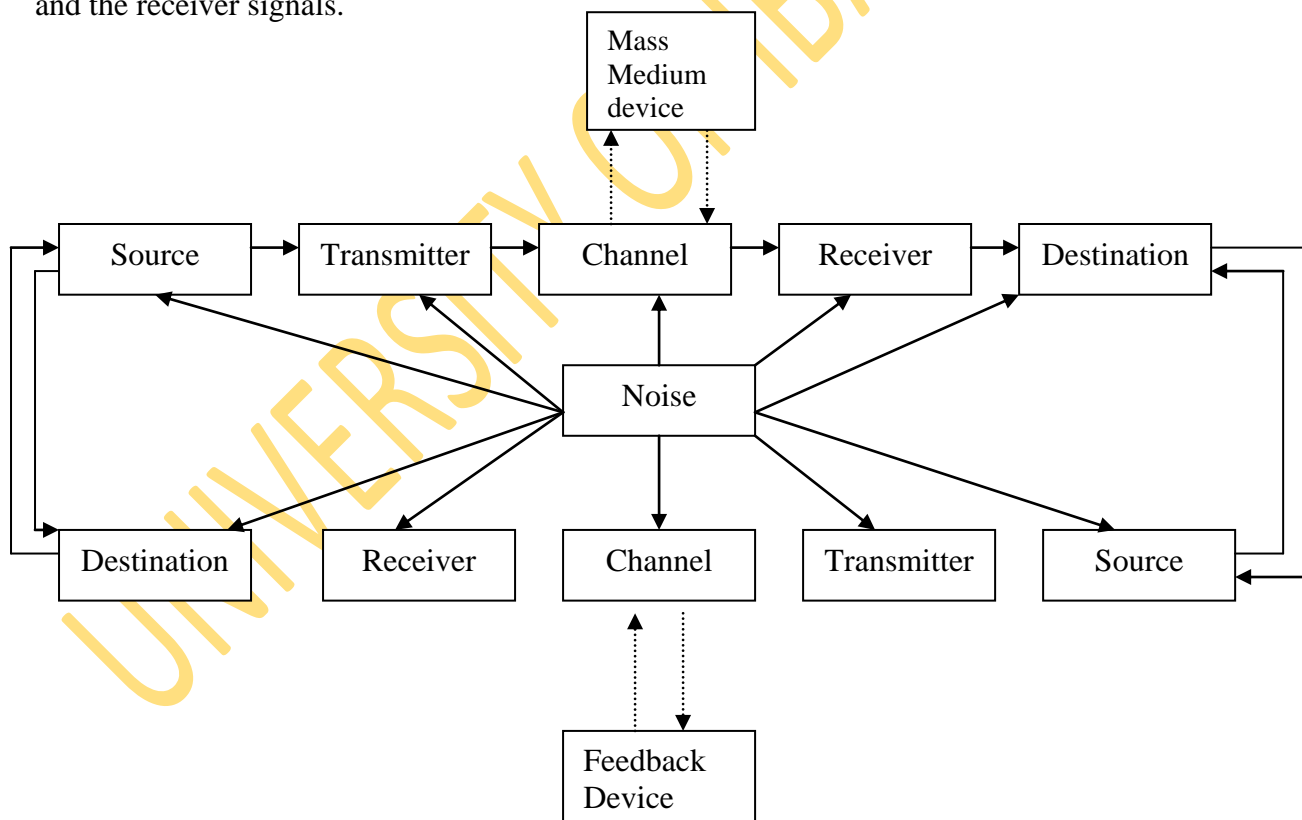 and the receiver signals.
Mass
Medium
device
Source
Transmitter
Channel
Receiver
Destination
Noise
Destination
Receiver
Channel
Transmitter
Source
Feedback
Device
UNIVERSITY OF